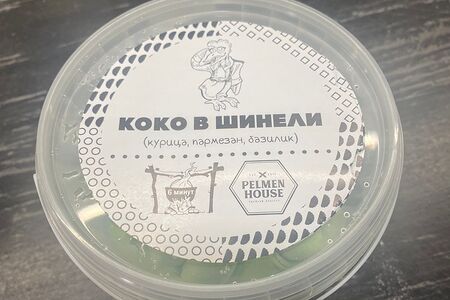 КОКО В ШИНЕЛИ
(курица, пармезан, базилик)
6 минут
PELMEN
HOUSE